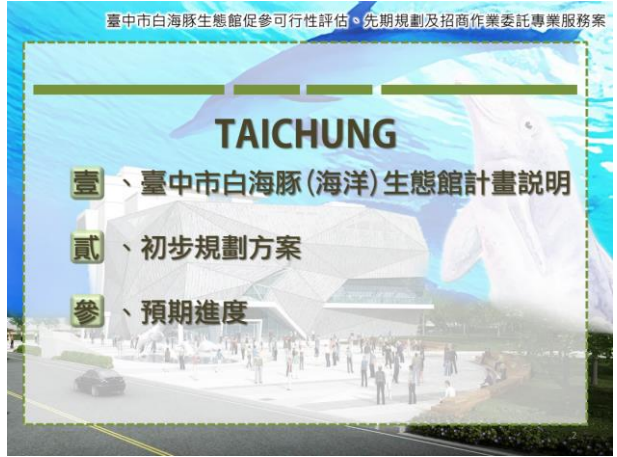 臺中市白海豚生態館促參可行性評估、先期規劃及招商作業委託專業服務案
TAICHUNG
壹、臺中市白海豚(海洋)生態館計畫說明
貳、初步規劃方案
參、預期進度